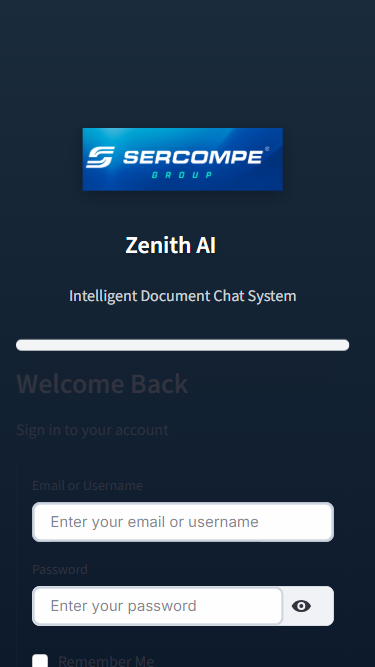 SERCOMPE®
GROUP
Zenith AI
Intelligent Document Chat System
Welcome Back
Sign in to your account
Email or Username
Enter your email or username
Password
Enter your password
Remember Me